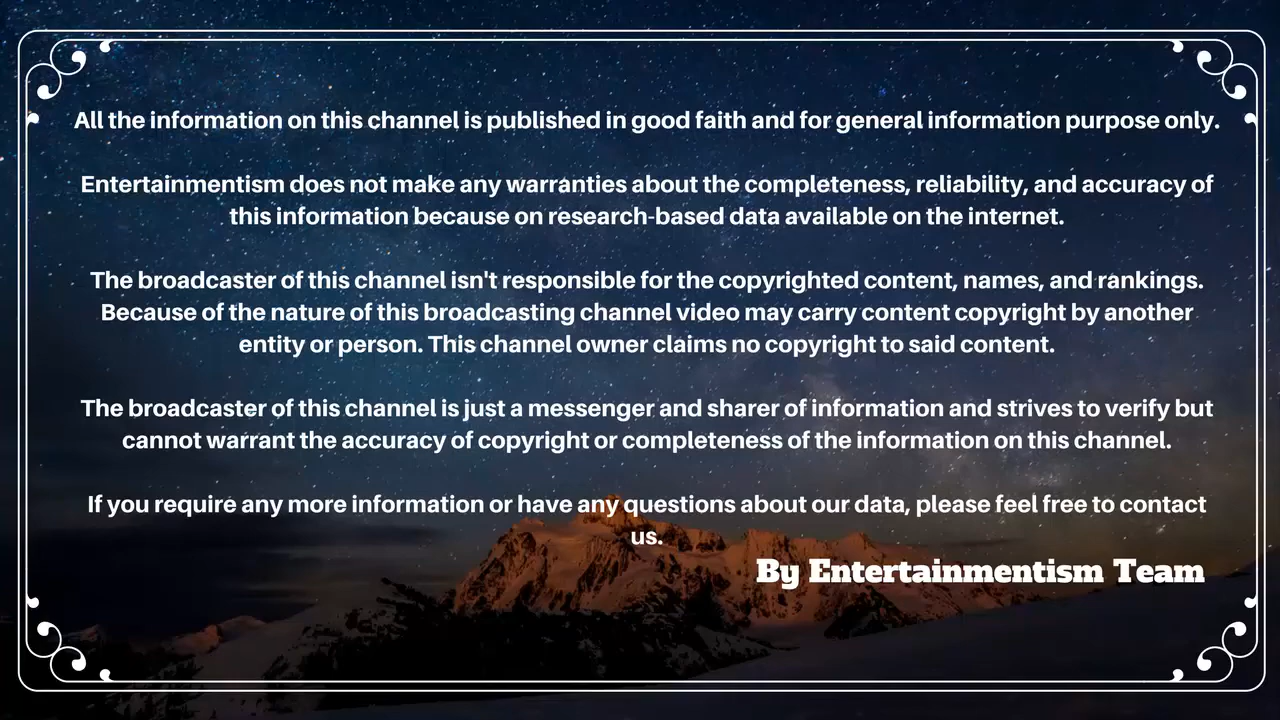 All the information on this channel is published in good faith and for general information purpose only.
Entertainmentism does not make any warranties about the completeness, reliability, and accuracy of
this information because on research-based data available on the internet.
The broadcaster of this channel isn't responsible for the copyrighted content, names, and rankings.
Because of the nature of this broadcasting channel video may carry content copyright by another
entity or person. This channel owner claims no copyright to said content.
The broadcaster of this channel is just a messenger and sharer of information and strives to verify but
cannot warrant the accuracy of copyright or completeness of the information on this channel.
If you require any more information or have any questions about our data, please feel free to contact
us.
By Entertainmentism Team